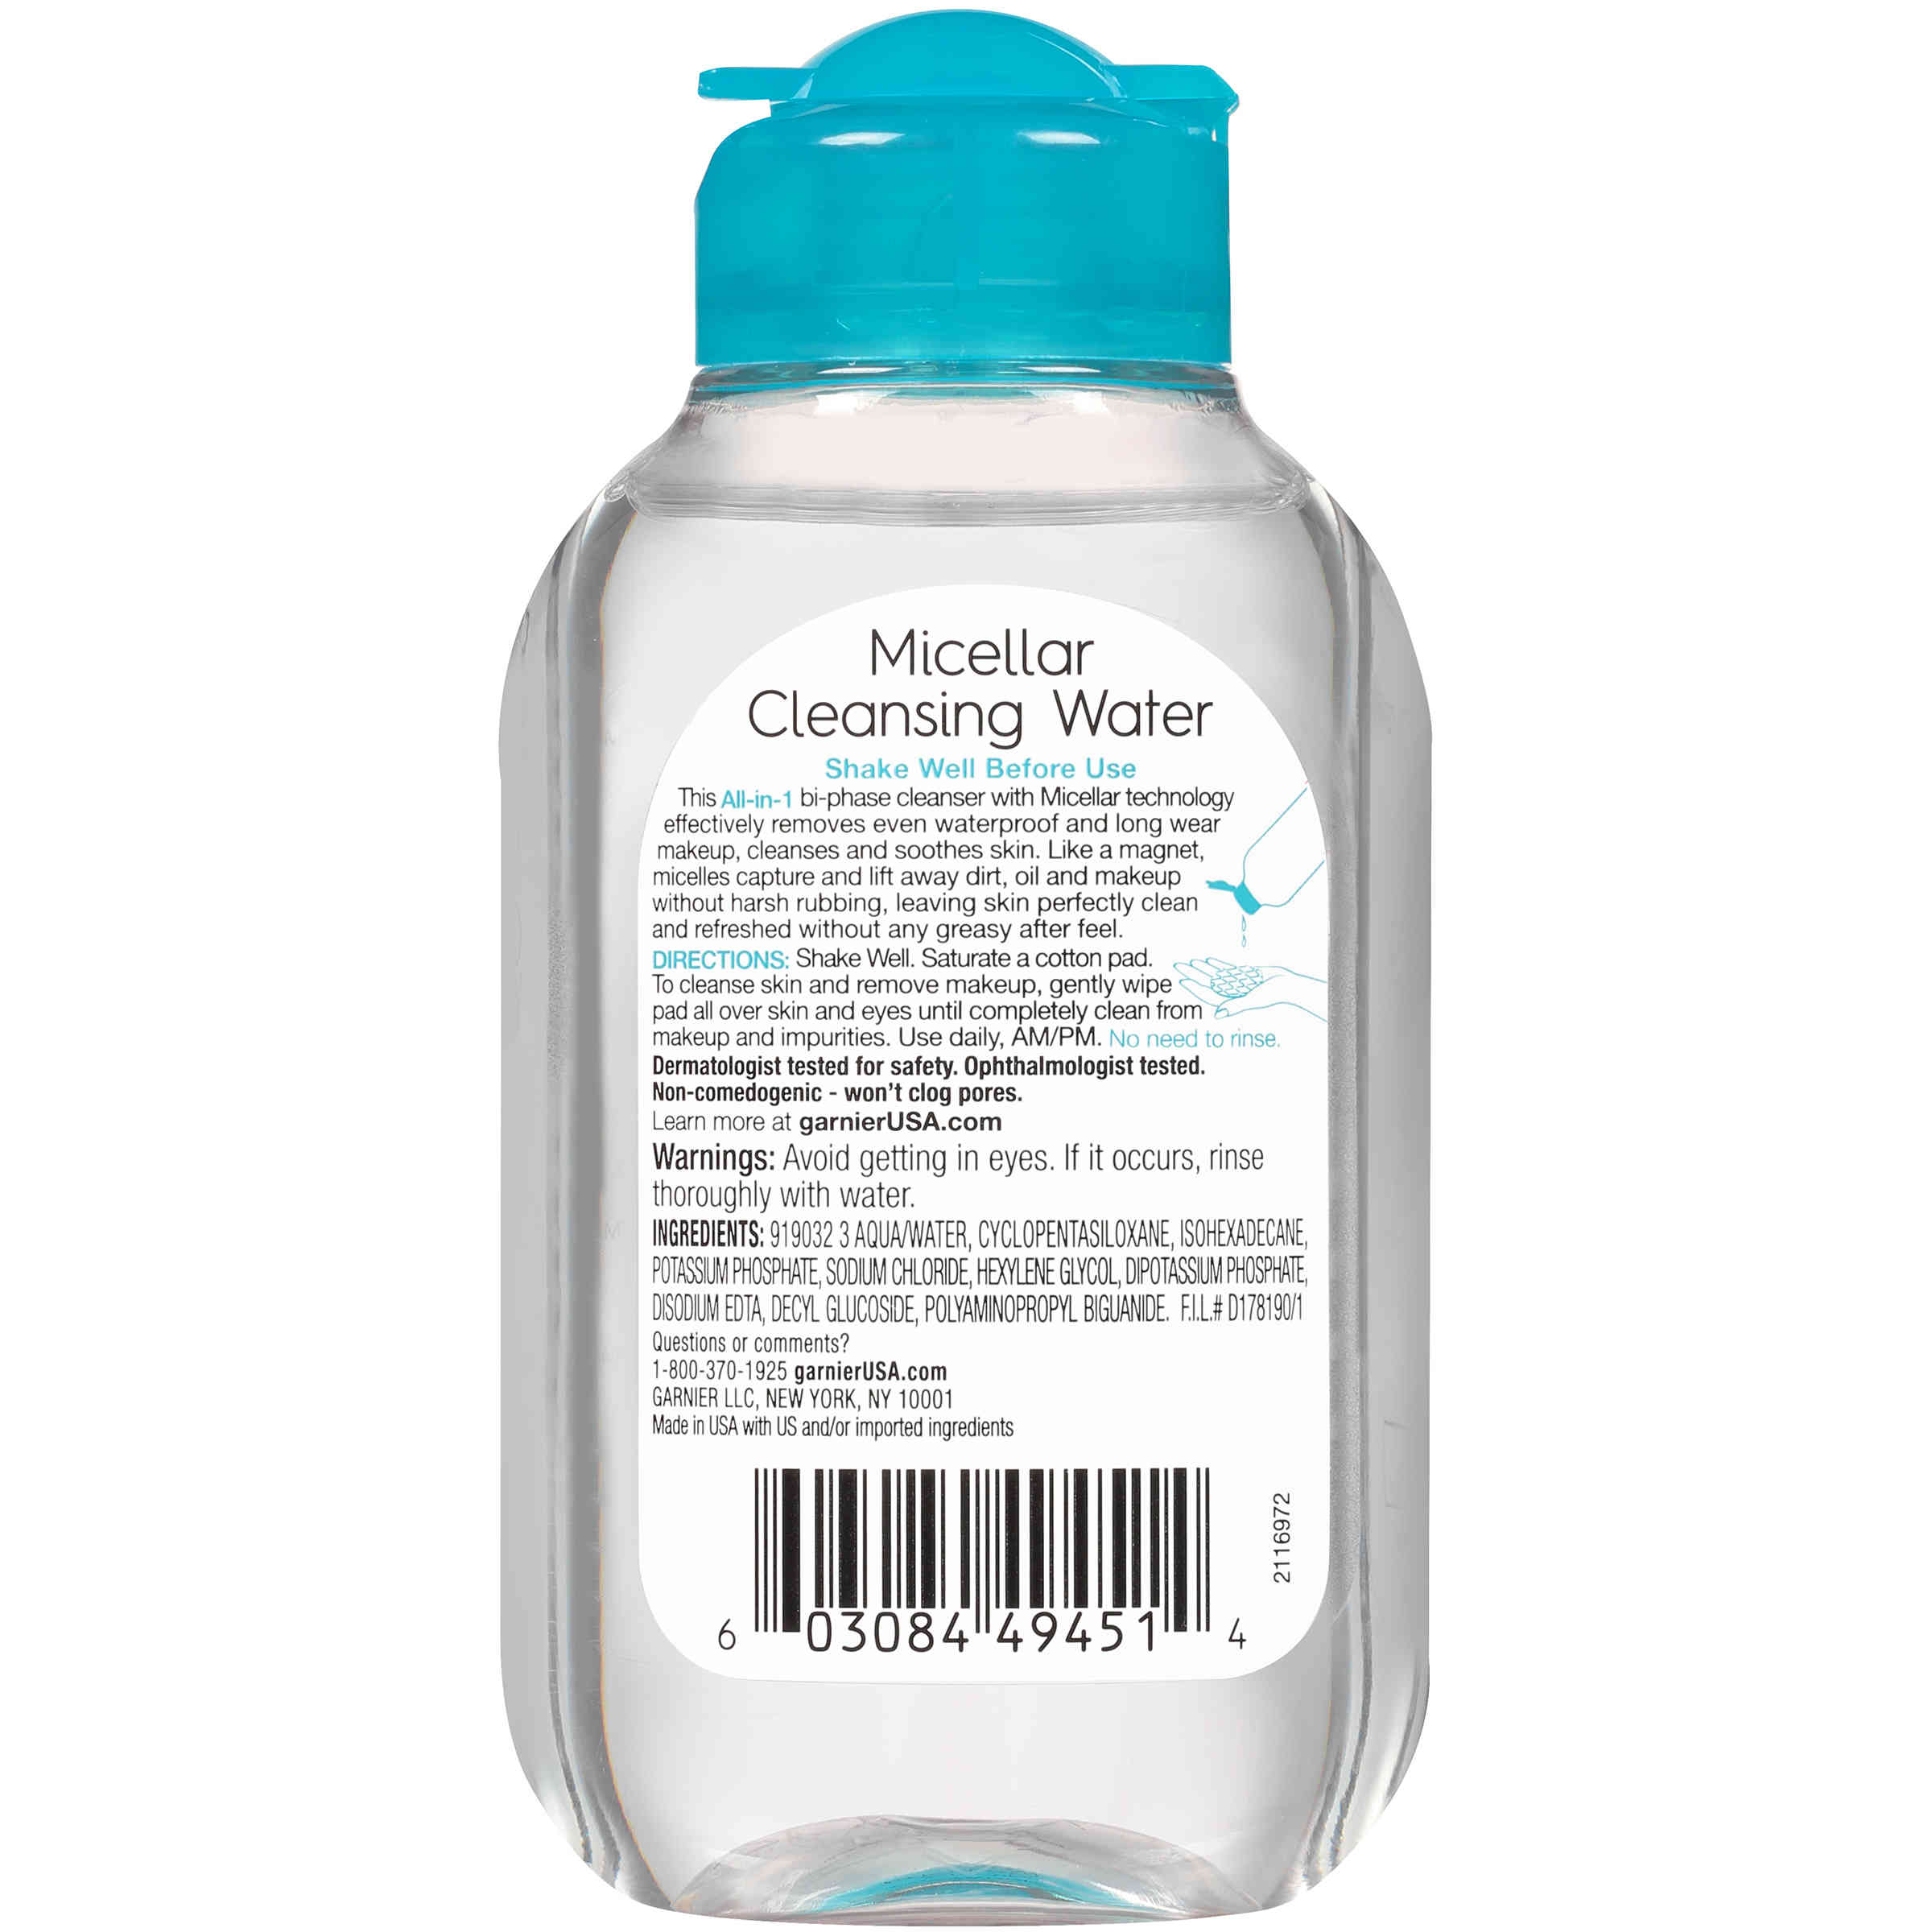 Micellar
Cleansing Water
Shake Well Before Use
This All-in-1 bi-phase cleanser with Micellar technology
effectively removes even waterproof and long wear
makeup, cleanses and soothes skin. Like a magnet,
micelles capture and lift away dirt, oil and makeup
without harsh rubbing, leaving skin perfectly clean
and refreshed without any greasy after feel.
DIRECTIONS: Shake Well. Saturate a cotton pad.
To cleanse skin and remove makeup, gently wipe
pad all over skin and eyes until completely clean from
makeup and impurities. Use daily, AM/PM. No need to rinse.
Dermatologist tested for safety. Ophthalmologist tested.
Non-comedogenic - won't clog pores.
Learn more at garnierUSA.com
Warnings: Avoid getting in eyes. If it occurs, rinse
thoroughly with water.
INGREDIENTS: 919032 3 AQUA/WATER, CYCLOPENTASILOXANE, ISOHEXADECANE,
POTASSIUM PHOSPHATE, SODIUM CHLORIDE, HEXYLENE GLYCOL, DIPOTASSIUM PHOSPHATE,
DISODIUM EDTA, DECYL GLUCOSIDE, POLYAMINOPROPYL BIGUANIDE. F.I.L.# D178190/1
Questions or comments?
1-800-370-1925 garnierUSA.com
GARNIER LLC, NEW YORK, NY 10001
Made in USA with US and/or imported ingredients
2116972
6 03084 49451 4